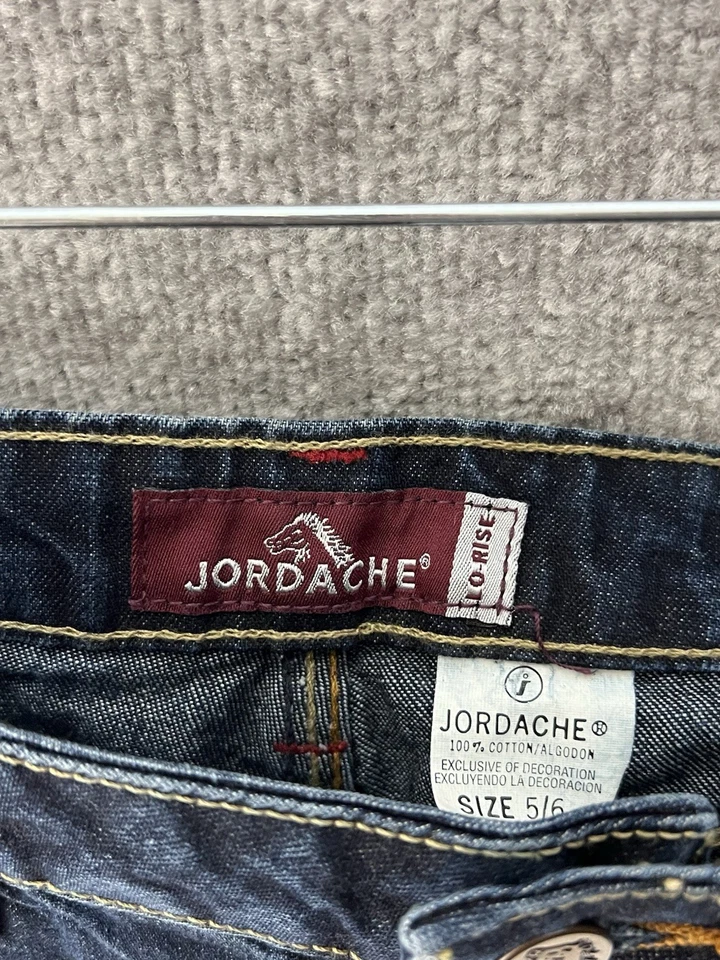 JORDACHE®
LO-RISE
j
JORDACHE®
100% COTTON/ALGODON
EXCLUSIVE OF DECORATION
EXCLUYENDO LA DECORACION
SIZE 5/6